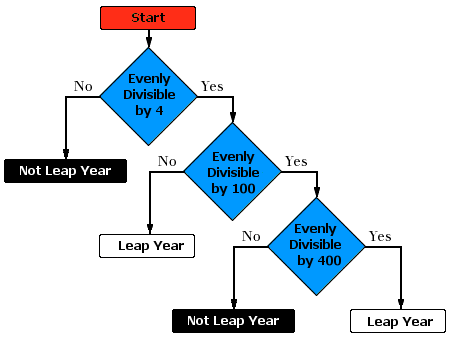 Start
Evenly
Divisible
by 4
No
Yes
Not Leap Year
Evenly
Divisible
by 100
No
Yes
Leap Year
Evenly
Divisible
by 400
No
Yes
Not Leap Year
Leap Year